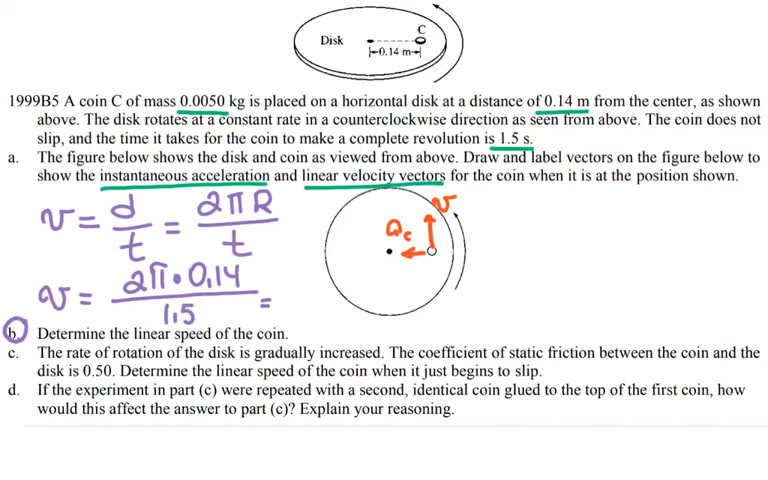 C
Disk
0.14 m
1999B5 A coin C of mass 0.0050 kg is placed on a horizontal disk at a distance of 0.14 m from the center, as shown
above. The disk rotates at a constant rate in a counterclockwise direction as seen from above. The coin does not
slip, and the time it takes for the coin to make a complete revolution is 1.5 s.
a. The figure below shows the disk and coin as viewed from above. Draw and label vectors on the figure below to
show the instantaneous acceleration and linear velocity vectors for the coin when it is at the position shown.
v = d/t = 2πR/t
v
ac
v = 2π·0,14/1,5 =
b. Determine the linear speed of the coin.
c. The rate of rotation of the disk is gradually increased. The coefficient of static friction between the coin and the
disk is 0.50. Determine the linear speed of the coin when it just begins to slip.
d. If the experiment in part (c) were repeated with a second, identical coin glued to the top of the first coin, how
would this affect the answer to part (c)? Explain your reasoning.